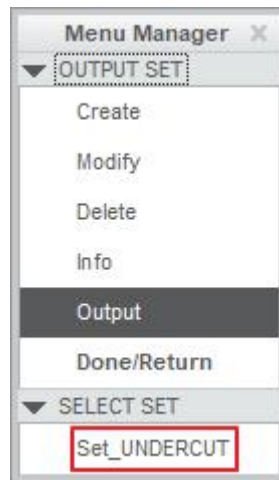 Menu Manager
OUTPUT SET
Create
Modify
Delete
Info
Output
Done/Return
SELECT SET
Set_UNDERCUT